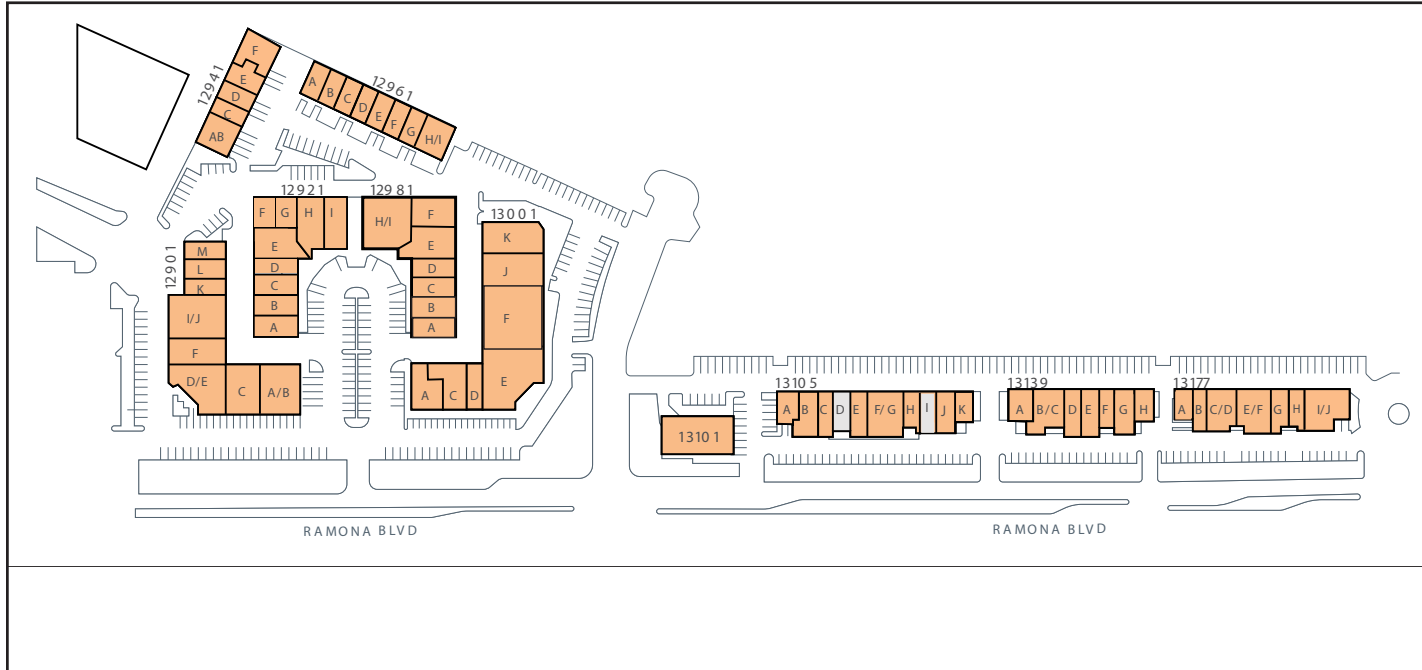 12941
F
E
D
C
AB
12961
A
B
C
D
E
F
G
H/I
12921
F
G
H
I
E
D
C
B
A
12981
H/I
F
E
D
C
B
A
13001
K
J
F
E
D
C
A
12901
M
L
K
I/J
F
D/E
C
A/B
13101
13105
A
B
C
D
E
F/G
H
I
J
K
13139
A
B/C
D
E
F
G
H
13177
A
B
C/D
E/F
G
H
I/J
RAMONA BLVD
RAMONA BLVD